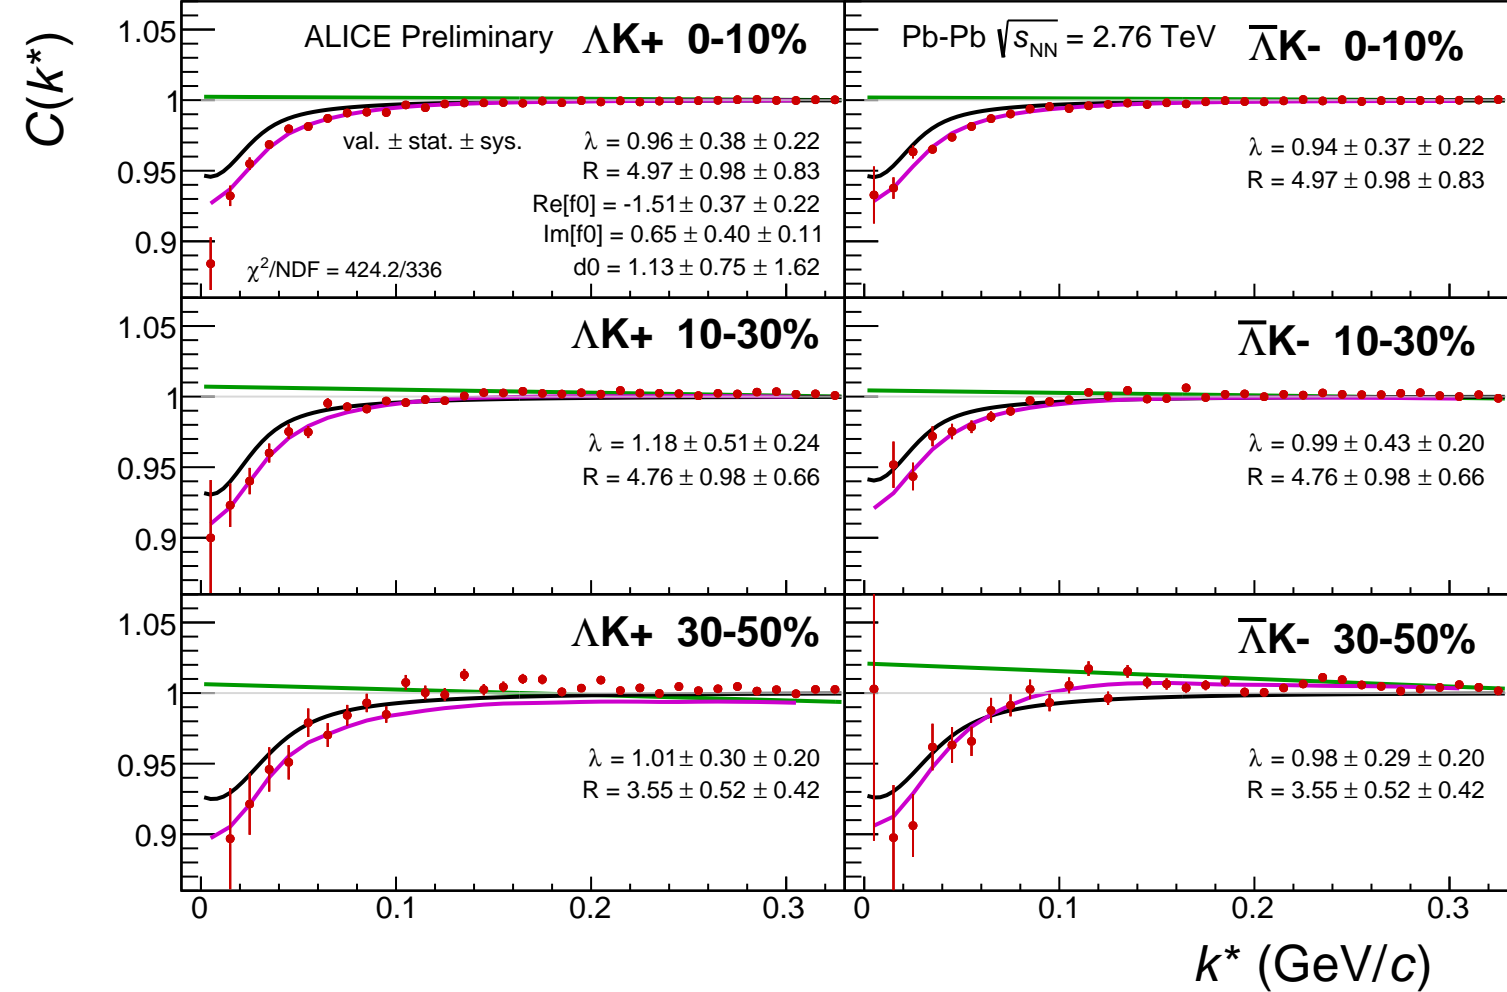 C(k*)
ALICE Preliminary ΛK+ 0-10%
1.05
1
0.95
0.9
val. ± stat. ± sys.
λ = 0.96 ± 0.38 ± 0.22
R = 4.97 ± 0.98 ± 0.83
Re[f0] = -1.51± 0.37 ± 0.22
Im[f0] = 0.65 ± 0.40 ± 0.11
d0 = 1.13 ± 0.75 ± 1.62
χ²/NDF = 424.2/336
Pb-Pb √sNN = 2.76 TeV Λ̅K- 0-10%
λ = 0.94 ± 0.37 ± 0.22
R = 4.97 ± 0.98 ± 0.83
ΛK+ 10-30%
1.05
1
0.95
0.9
λ = 1.18 ± 0.51 ± 0.24
R = 4.76 ± 0.98 ± 0.66
Λ̅K- 10-30%
λ = 0.99 ± 0.43 ± 0.20
R = 4.76 ± 0.98 ± 0.66
ΛK+ 30-50%
1.05
1
0.95
0.9
λ = 1.01± 0.30 ± 0.20
R = 3.55 ± 0.52 ± 0.42
Λ̅K- 30-50%
λ = 0.98 ± 0.29 ± 0.20
R = 3.55 ± 0.52 ± 0.42
0 0.1 0.2 0.3 0 0.1 0.2 0.3
k* (GeV/c)